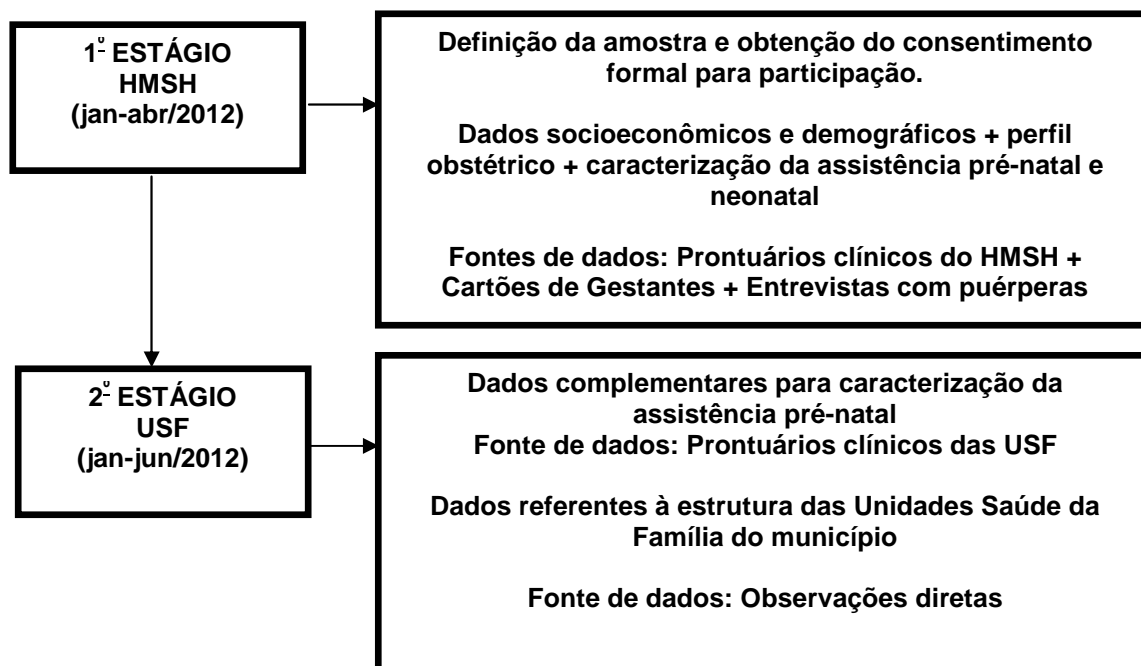 1º ESTÁGIO
HMSH
(jan-abr/2012)
Definição da amostra e obtenção do consentimento
formal para participação.
Dados socioeconômicos e demográficos + perfil
obstétrico + caracterização da assistência pré-natal e
neonatal
Fontes de dados: Prontuários clínicos do HMSH +
Cartões de Gestantes + Entrevistas com puérperas
2º ESTÁGIO
USF
(jan-jun/2012)
Dados complementares para caracterização da
assistência pré-natal
Fonte de dados: Prontuários clínicos das USF
Dados referentes à estrutura das Unidades Saúde da
Família do município
Fonte de dados: Observações diretas